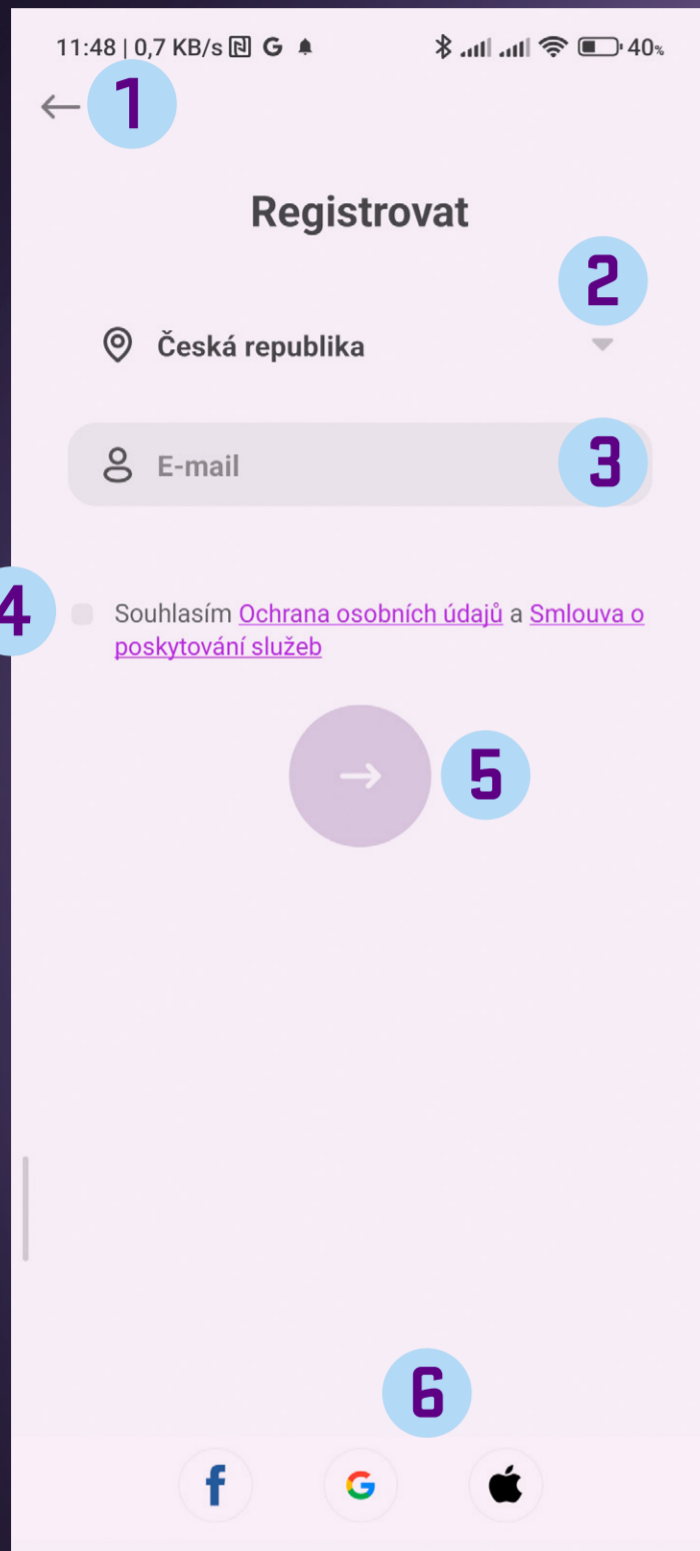 11:48 | 0,7 KB/s G 40%
1
Registrovat
2
Česká republika
E-mail
3
4
Souhlasím Ochrana osobních údajů a Smlouva o
poskytování služeb
5
6
f G